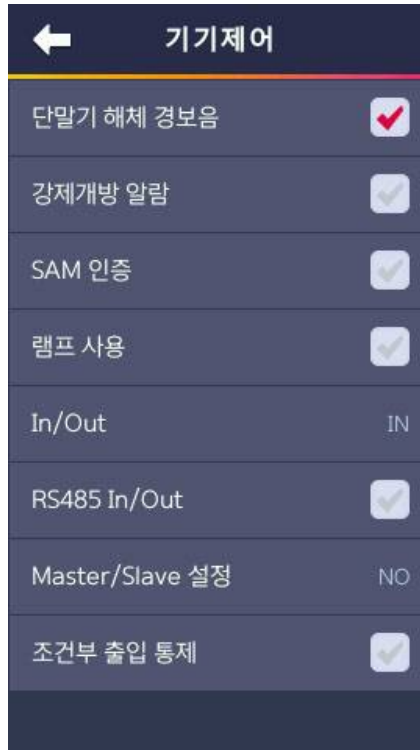 기기제어
단말기 해체 경보음
강제개방 알람
SAM 인증
램프 사용
In/Out IN
RS485 In/Out
Master/Slave 설정 NO
조건부 출입 통제